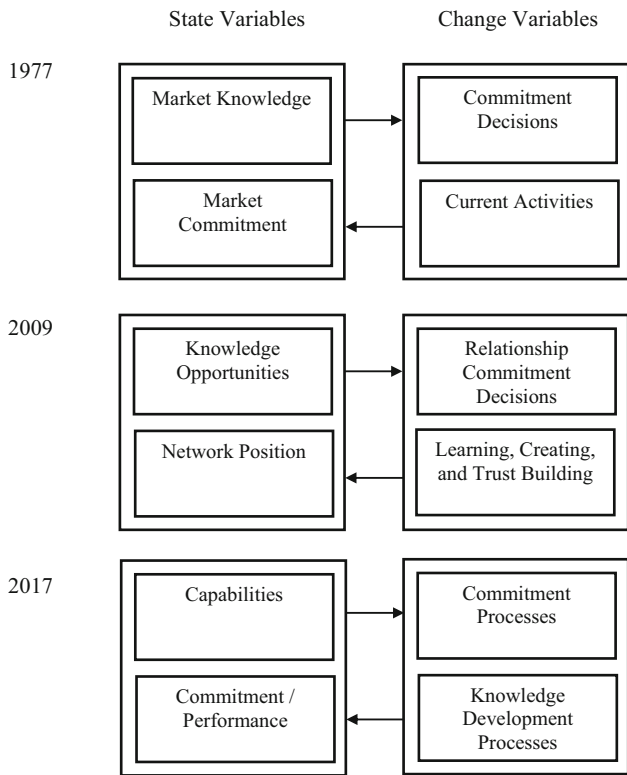 State Variables
Change Variables
1977
Market Knowledge
Commitment
Decisions
Market
Commitment
Current Activities
2009
Knowledge
Opportunities
Relationship
Commitment
Decisions
Network Position
Learning, Creating,
and Trust Building
2017
Capabilities
Commitment
Processes
Commitment /
Performance
Knowledge
Development
Processes